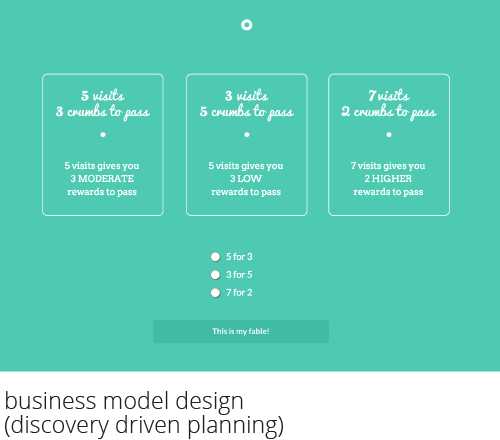 5 visits
3 crumbs to pass
5 visits gives you
3 MODERATE
rewards to pass
3 visits
5 crumbs to pass
5 visits gives you
3 LOW
rewards to pass
7 visits
2 crumbs to pass
7 visits gives you
2 HIGHER
rewards to pass
5 for 3
3 for 5
7 for 2
This is my fable!
business model design
(discovery driven planning)